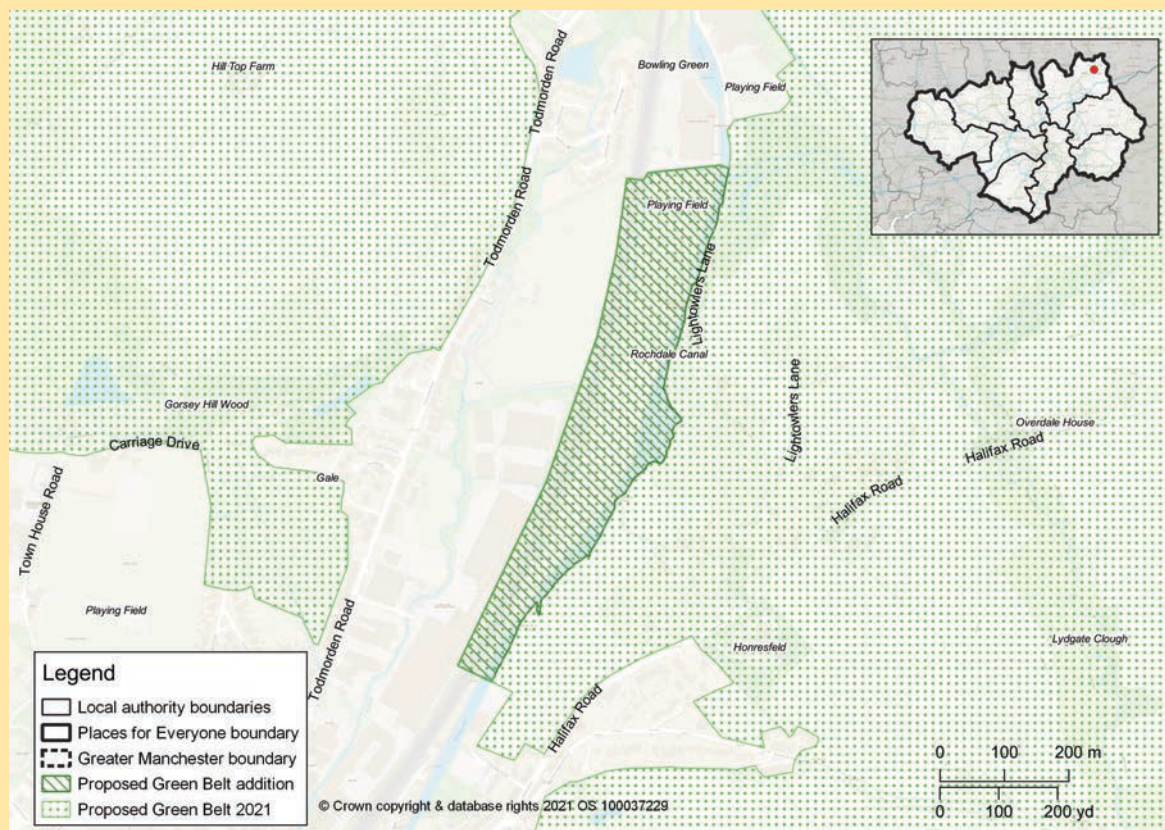 Todmorden Road
Bowling Green
Hill Top Farm
Playing Field
Todmorden Road
Playing Field
Lightowlers Lane
Rochdale Canal
Lightowlers Lane
Gorsey Hill Wood
Overdale House
Carriage Drive
Halifax Road
Gale
Halifax Road
Town House Road
Playing Field
Todmorden Road
Honresfeld
Lydgate Clough
Halifax Road
Legend
Local authority boundaries
Places for Everyone boundary
Greater Manchester boundary
Proposed Green Belt addition
Proposed Green Belt 2021
© Crown copyright & database rights 2021 OS 100037229
0 100 200 m
0 100 200 yd